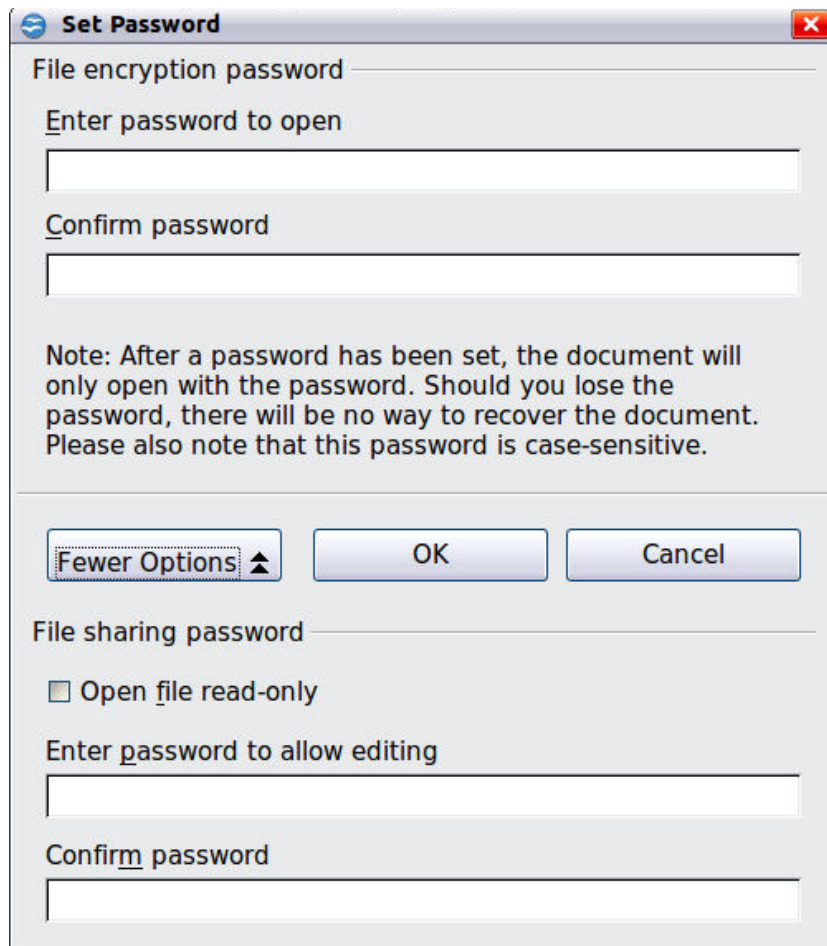 Set Password
File encryption password
Enter password to open
Confirm password
Note: After a password has been set, the document will
only open with the password. Should you lose the
password, there will be no way to recover the document.
Please also note that this password is case-sensitive.
Fewer Options OK Cancel
File sharing password
Open file read-only
Enter password to allow editing
Confirm password